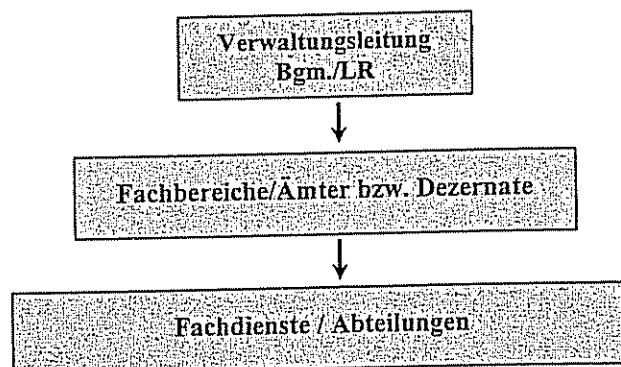 Verwaltungsleitung
Bgm./LR
Fachbereiche/Ämter bzw. Dezernate
Fachdienste / Abteilungen